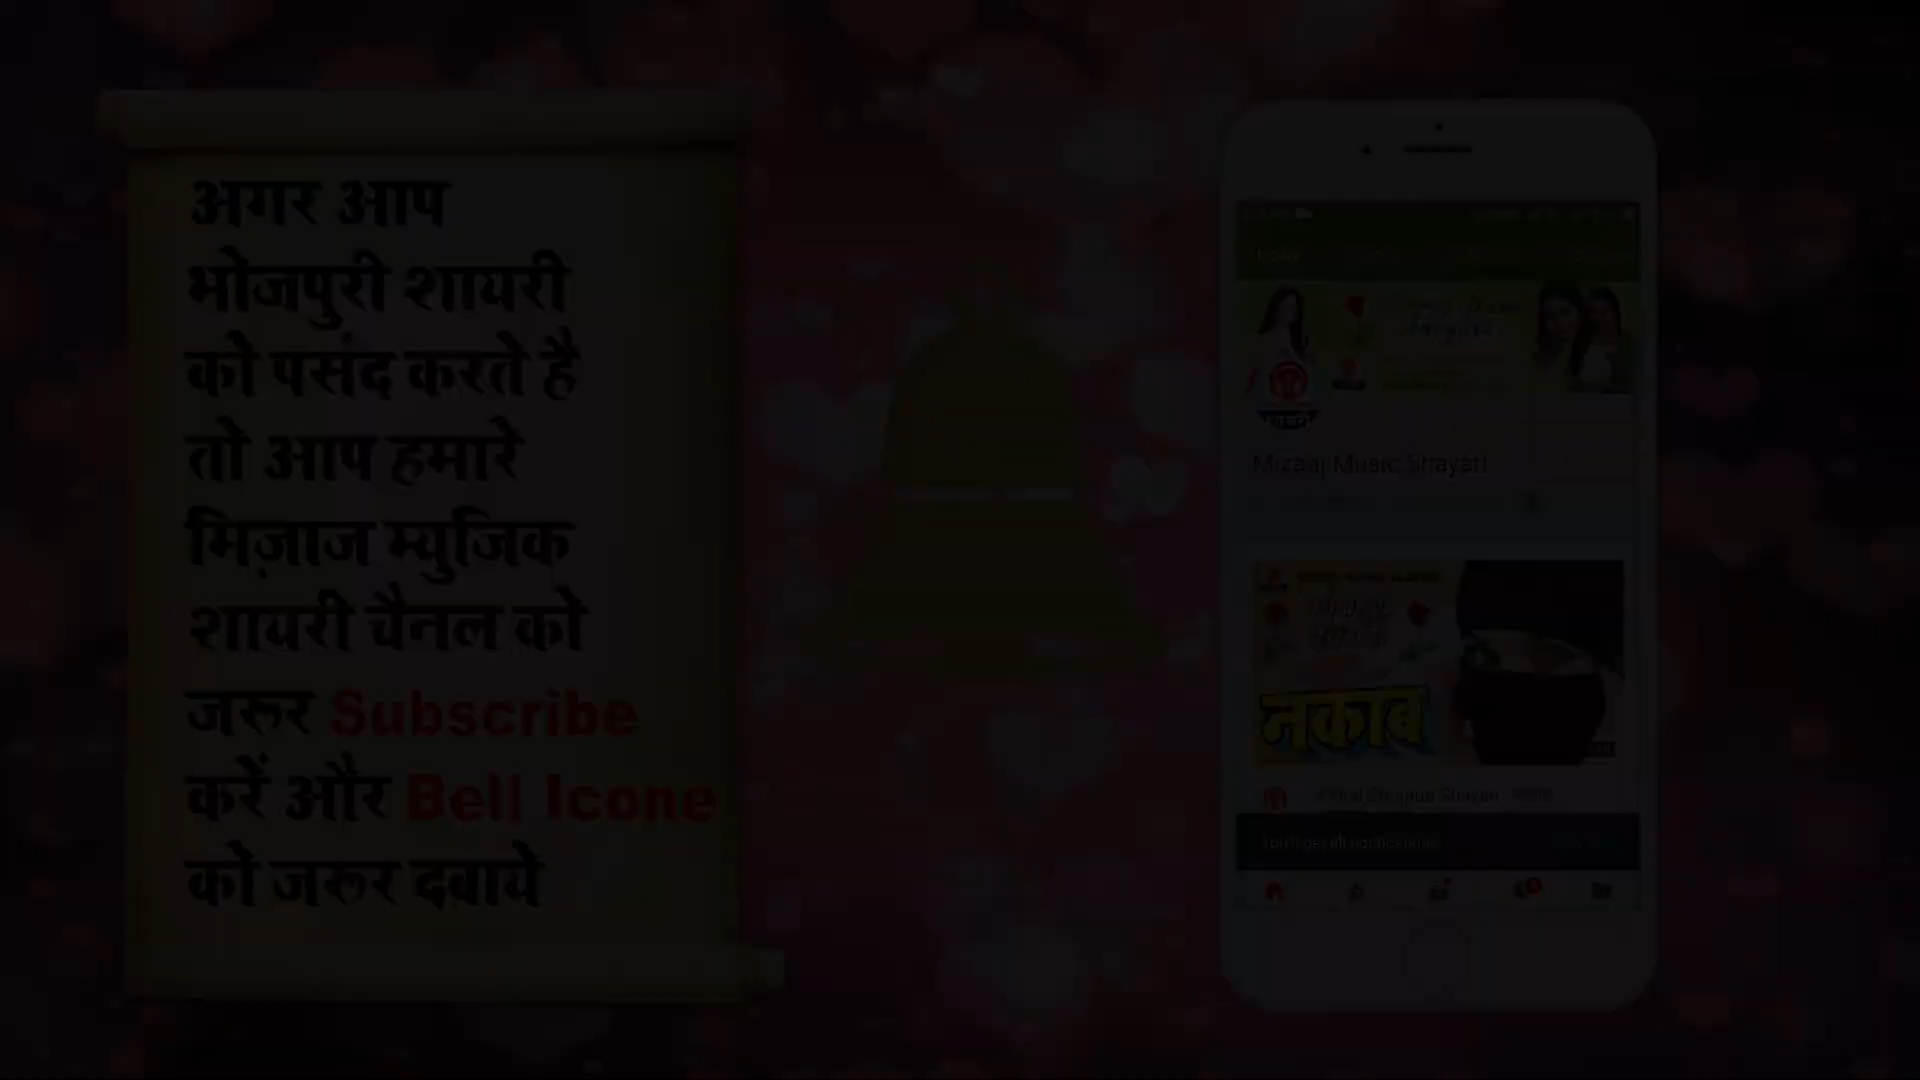 अगर आप
भोजपुरी शायरी
को पसंद करते है
तो आप हमारे
मिज़ाज म्युजिक
शायरी चैनल को
जरूर Subscribe
करें और Bell Icone
को जरूर दबाये
Mizaaj Music Shayari
नकाब